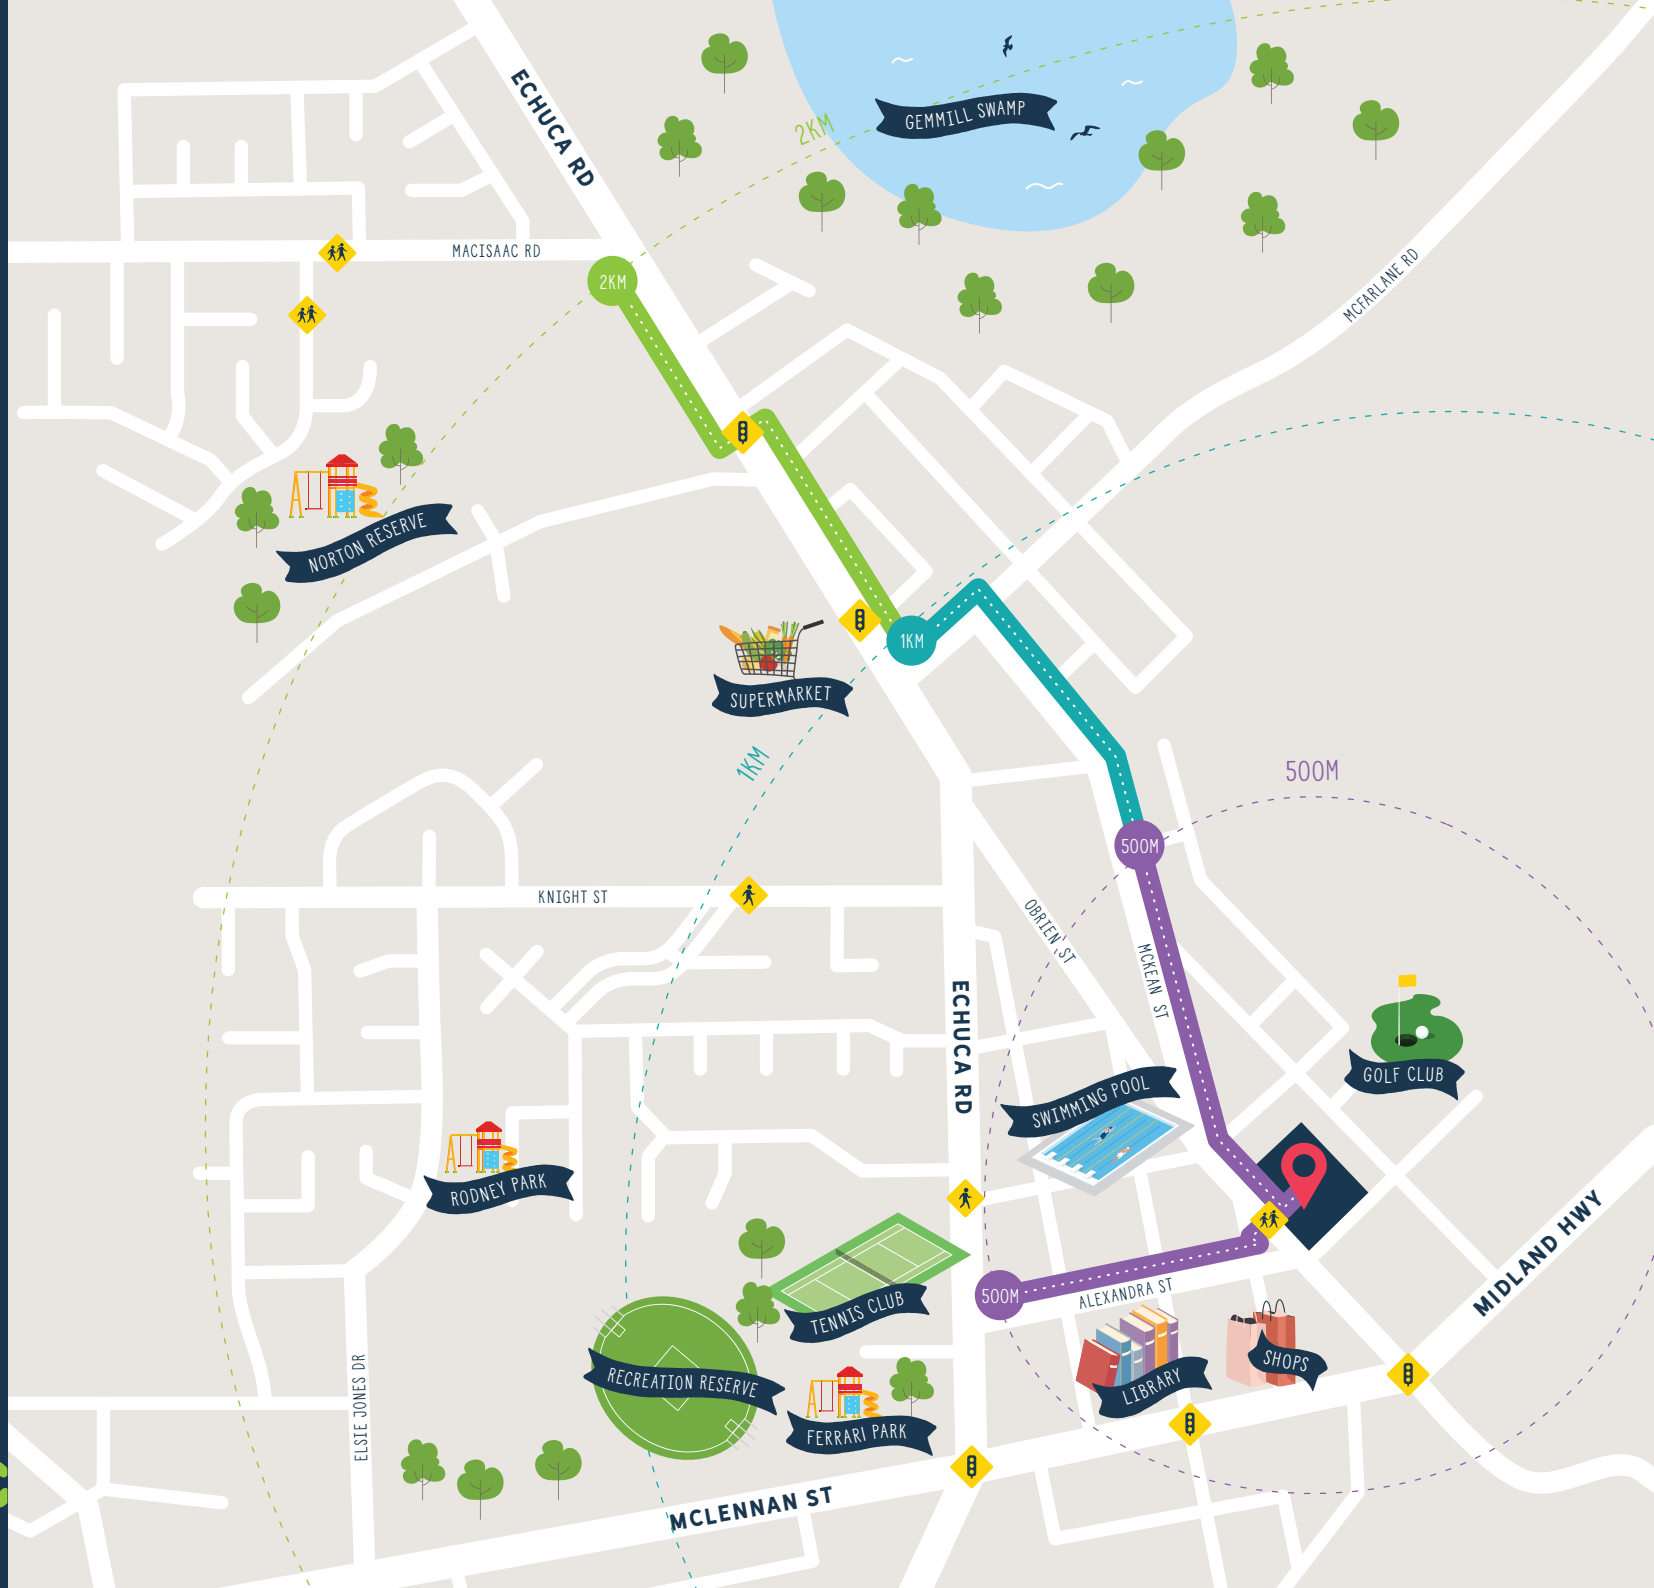 ECHUCA RD
GEMMILL SWAMP
2KM
MACISAAC RD
2KM
MCFARLANE RD
NORTON RESERVE
1KM
SUPERMARKET
1KM
500M
500M
KNIGHT ST
OBRIEN ST
MCKEAN ST
ECHUCA RD
GOLF CLUB
SWIMMING POOL
RODNEY PARK
MIDLAND HWY
500M
ALEXANDRA ST
TENNIS CLUB
RECREATION RESERVE
LIBRARY
SHOPS
ELSIE JONES DR
FERRARI PARK
MCLENNAN ST